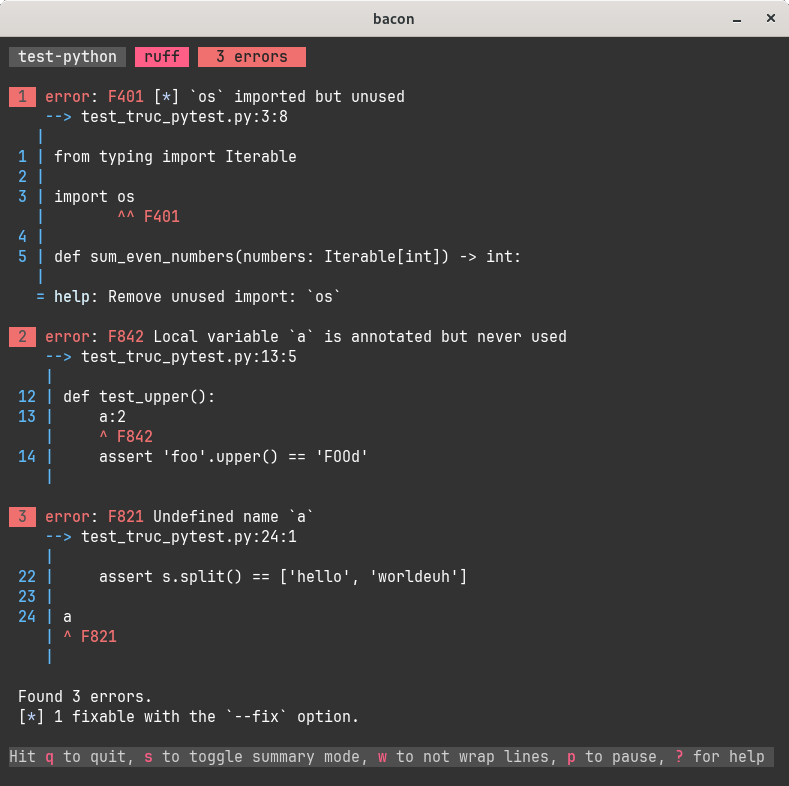 bacon
test-python ruff 3 errors
1 error: F401 [*] `os` imported but unused
--> test_truc_pytest.py:3:8
|
1 | from typing import Iterable
2 |
3 | import os
| ^^ F401
4 |
5 | def sum_even_numbers(numbers: Iterable[int]) -> int:
|
= help: Remove unused import: `os`
2 error: F842 Local variable `a` is annotated but never used
--> test_truc_pytest.py:13:5
|
12 | def test_upper():
13 |     a:2
|     ^ F842
14 |     assert 'foo'.upper() == 'FOOd'
|
3 error: F821 Undefined name `a`
--> test_truc_pytest.py:24:1
|
22 |     assert s.split() == ['hello', 'worldeuh']
23 |
24 | a
| ^ F821
|
Found 3 errors.
[*] 1 fixable with the `--fix` option.
Hit q to quit, s to toggle summary mode, w to not wrap lines, p to pause, ? for help